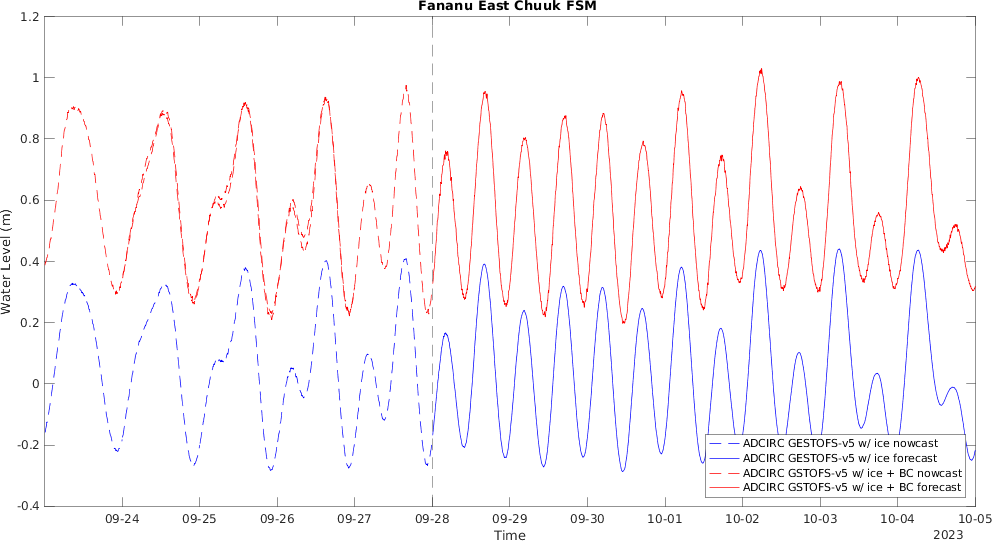 Fananu East Chuuk FSM
1.2
1
0.8
0.6
0.4
0.2
0
-0.2
-0.4
Water Level (m)
ADCIRC GESTOFS-v5 w/ ice nowcast
ADCIRC GESTOFS-v5 w/ ice forecast
ADCIRC GSTOFS-v5 w/ ice + BC nowcast
ADCIRC GSTOFS-v5 w/ ice + BC forecast
09-24 09-25 09-26 09-27 09-28 09-29 09-30 10-01 10-02 10-03 10-04 10-05
Time
2023